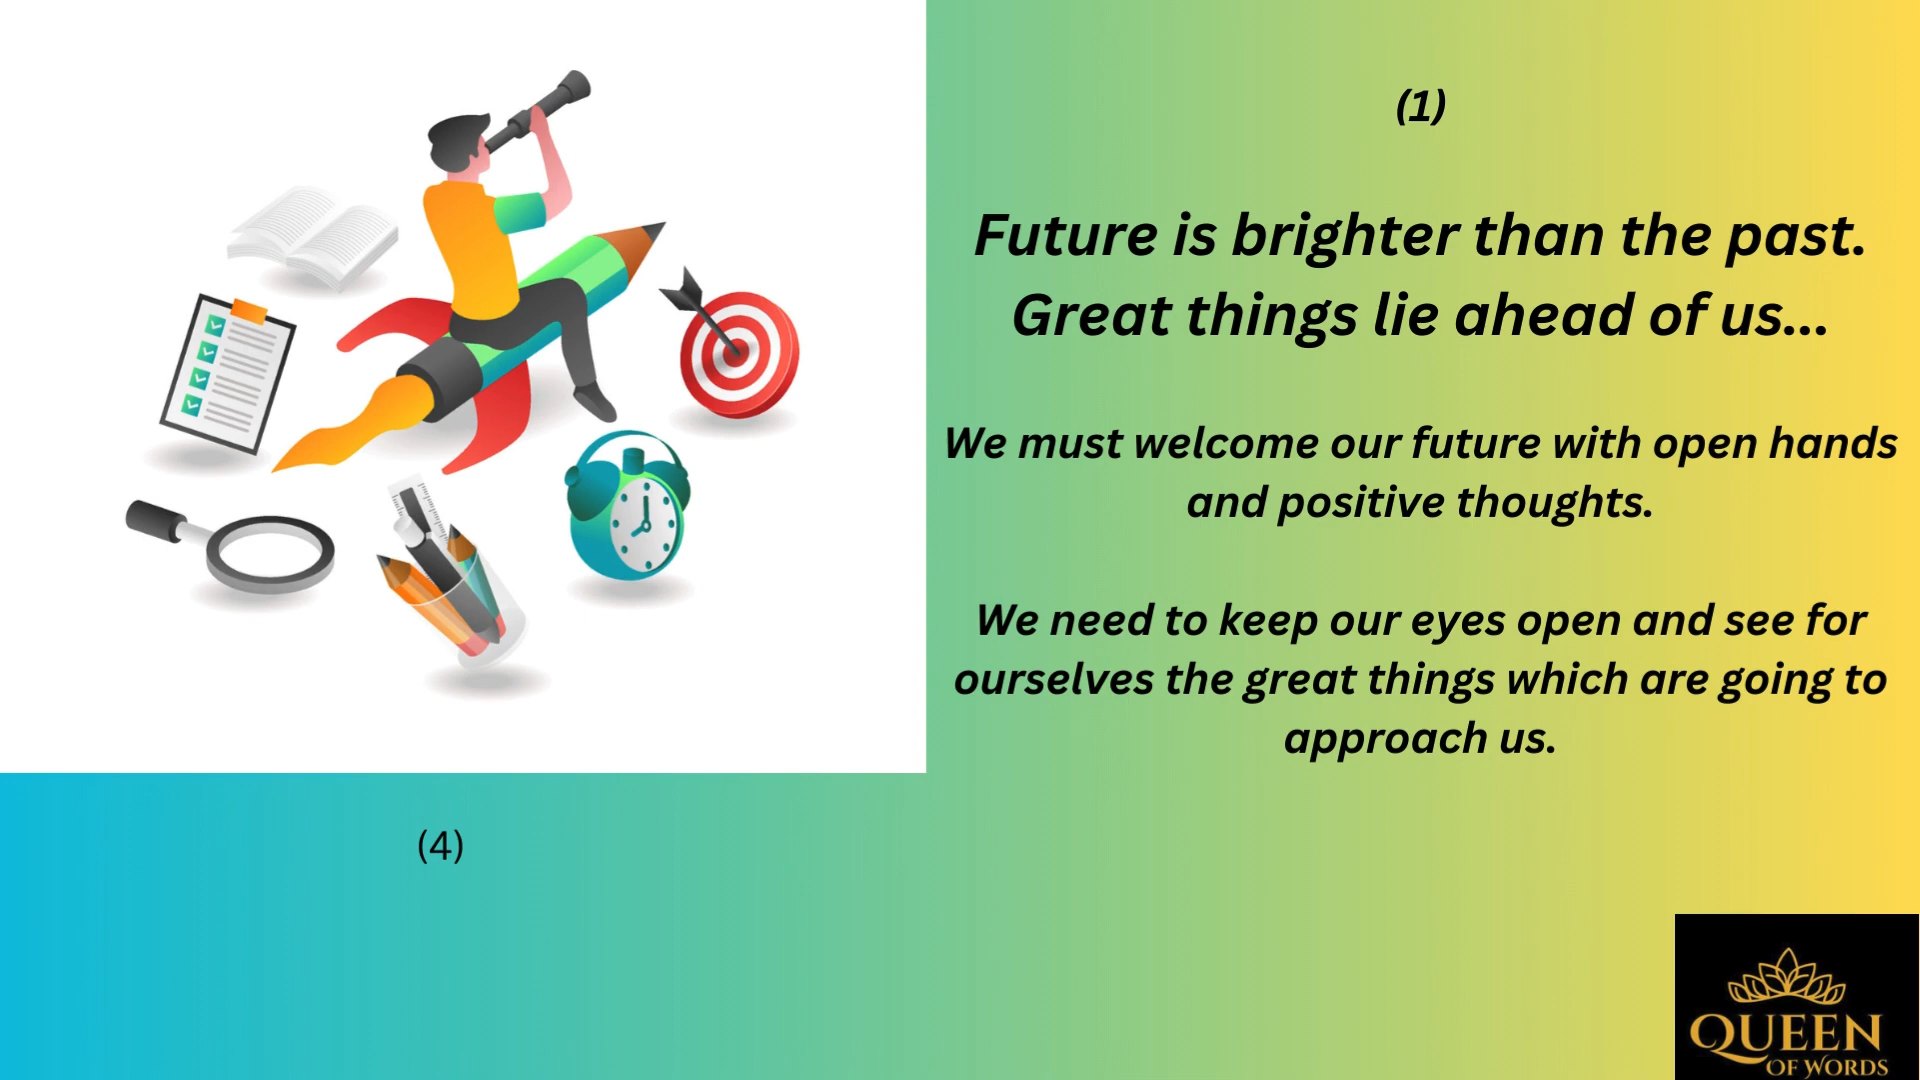 (1)
Future is brighter than the past.
Great things lie ahead of us...
We must welcome our future with open hands
and positive thoughts.
We need to keep our eyes open and see for
ourselves the great things which are going to
approach us.
(4)
QUEEN
OF WORDS